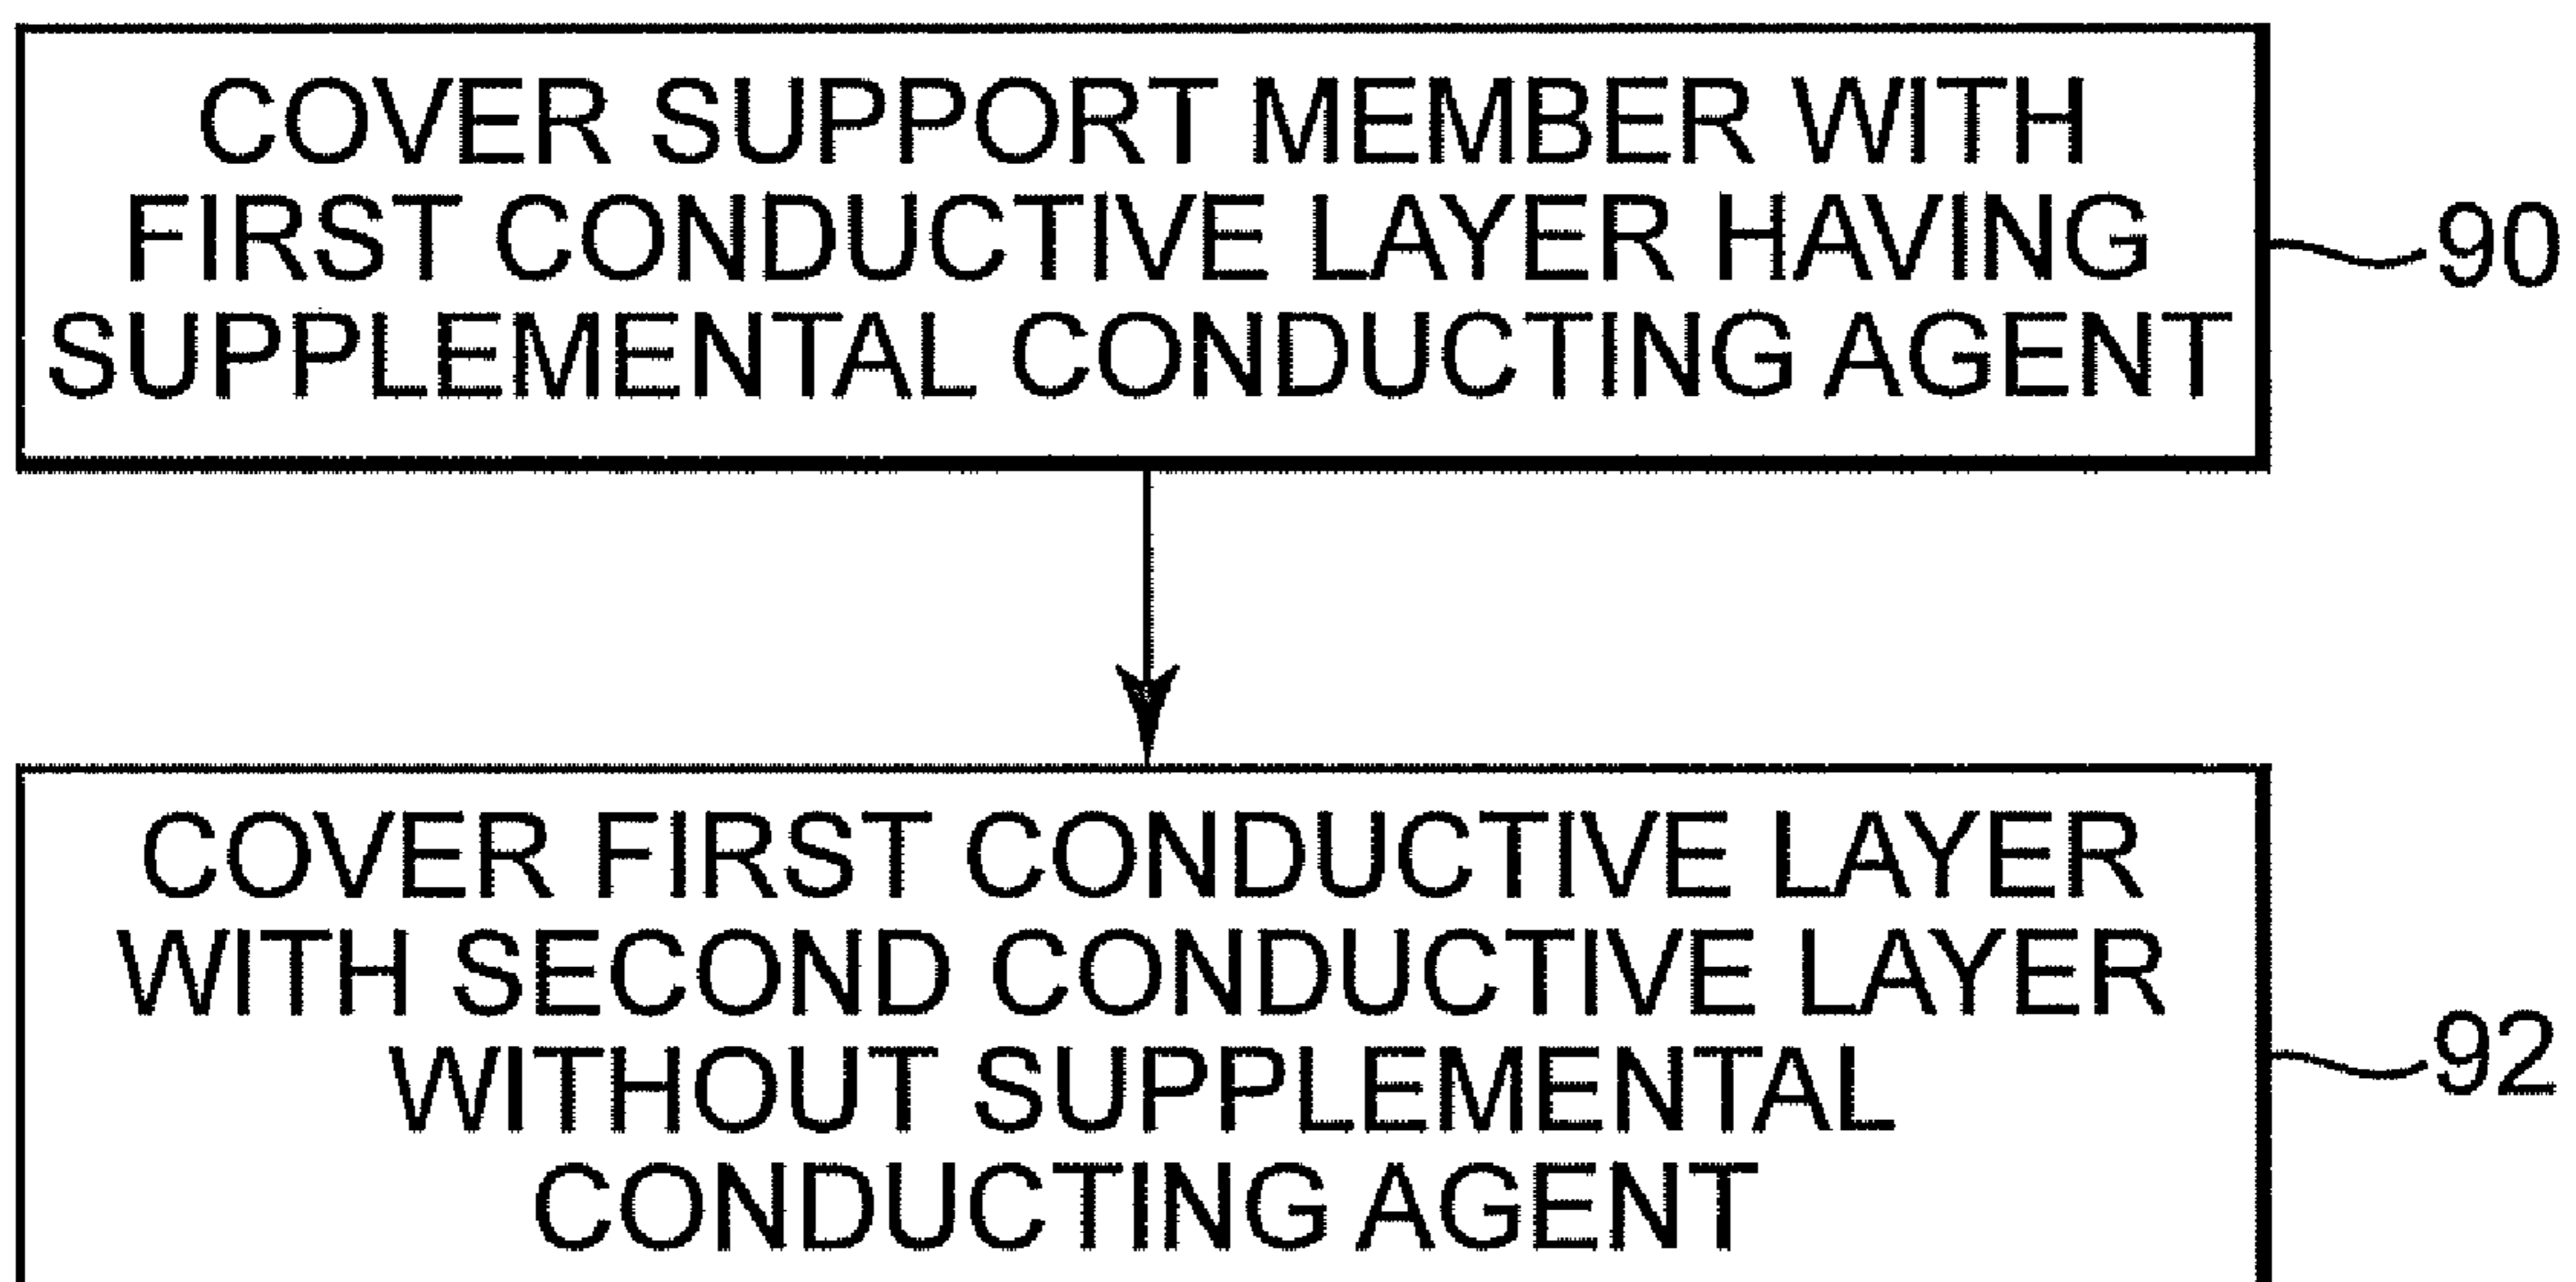 COVER SUPPORT MEMBER WITH
FIRST CONDUCTIVE LAYER HAVING
SUPPLEMENTAL CONDUCTING AGENT
90
COVER FIRST CONDUCTIVE LAYER
WITH SECOND CONDUCTIVE LAYER
WITHOUT SUPPLEMENTAL
CONDUCTING AGENT
92